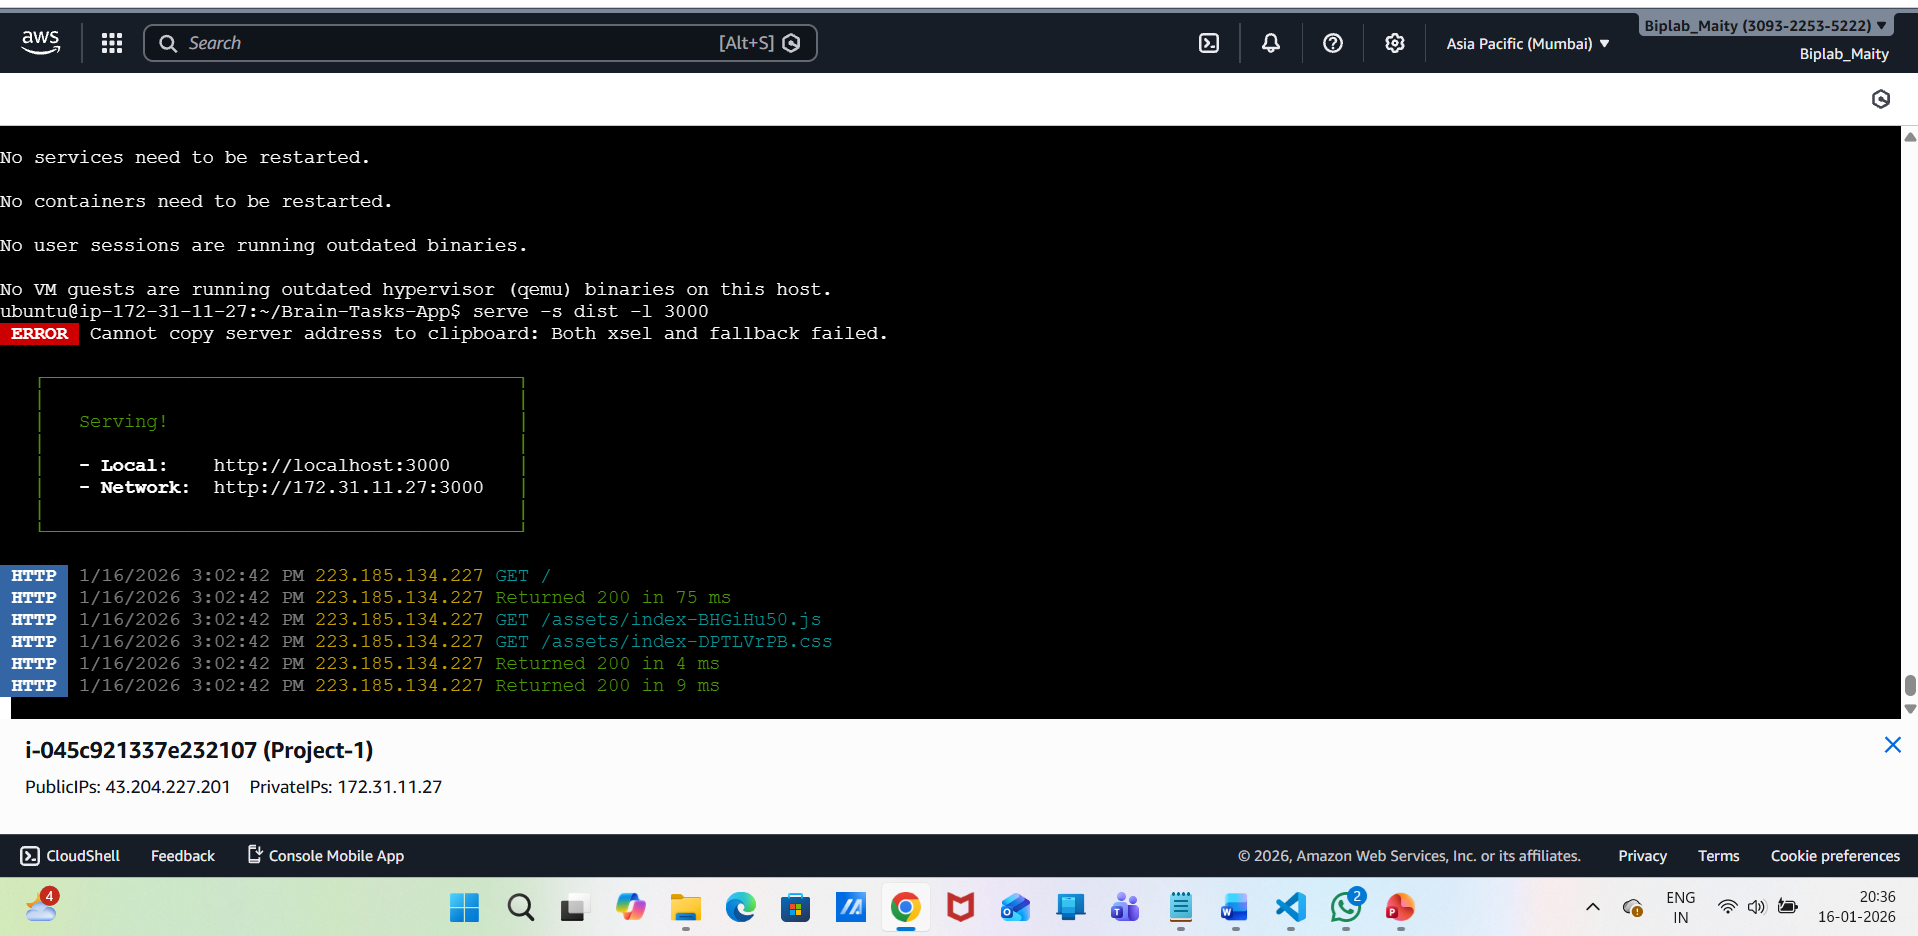 aws
Search [Alt+S]
Asia Pacific (Mumbai) ▼
Biplab_Maity (3093-2253-5222) ▼
Biplab_Maity
No services need to be restarted.
No containers need to be restarted.
No user sessions are running outdated binaries.
No VM guests are running outdated hypervisor (qemu) binaries on this host.
ubuntu@ip-172-31-11-27:~/Brain-Tasks-App$ serve -s dist -l 3000
ERROR Cannot copy server address to clipboard: Both xsel and fallback failed.
Serving!
- Local: http://localhost:3000
- Network: http://172.31.11.27:3000
HTTP 1/16/2026 3:02:42 PM 223.185.134.227 GET /
HTTP 1/16/2026 3:02:42 PM 223.185.134.227 Returned 200 in 75 ms
HTTP 1/16/2026 3:02:42 PM 223.185.134.227 GET /assets/index-BHGiHu50.js
HTTP 1/16/2026 3:02:42 PM 223.185.134.227 GET /assets/index-DPTLVrPB.css
HTTP 1/16/2026 3:02:42 PM 223.185.134.227 Returned 200 in 4 ms
HTTP 1/16/2026 3:02:42 PM 223.185.134.227 Returned 200 in 9 ms
i-045c921337e232107 (Project-1)
PublicIPs: 43.204.227.201 PrivateIPs: 172.31.11.27
CloudShell Feedback Console Mobile App © 2026, Amazon Web Services, Inc. or its affiliates. Privacy Terms Cookie preferences
4
2
ENG
IN
20:36
16-01-2026